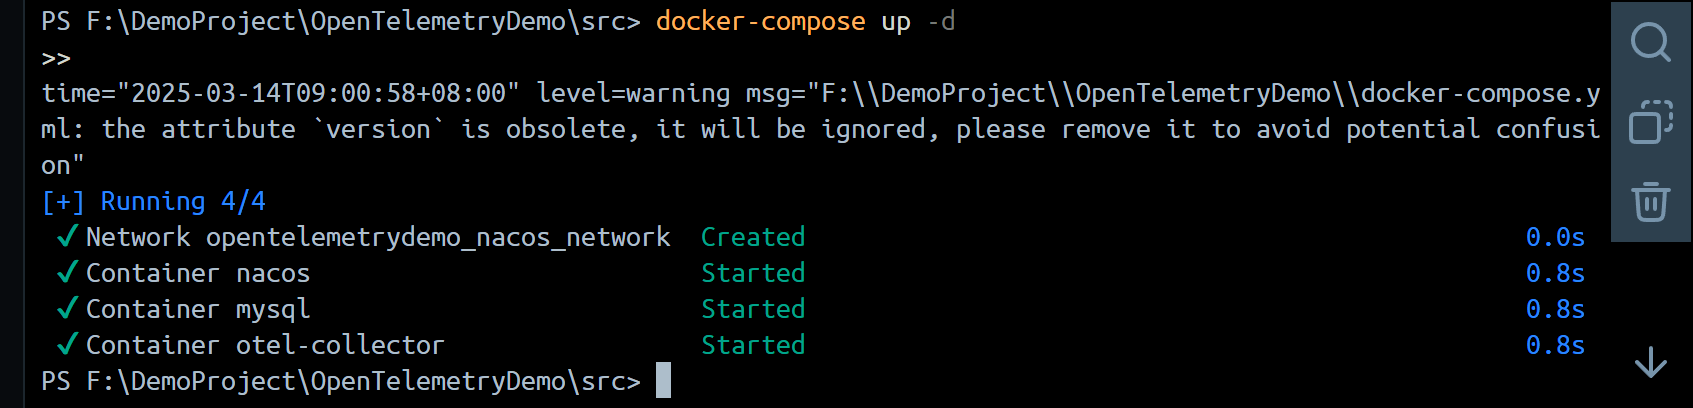 PS F:\DemoProject\OpenTelemetryDemo\src> docker-compose up -d
>>
time="2025-03-14T09:00:58+08:00" level=warning msg="F:\\DemoProject\\OpenTelemetryDemo\\docker-compose.y
ml: the attribute `version` is obsolete, it will be ignored, please remove it to avoid potential confusi
on"
[+] Running 4/4
✓ Network opentelemetrydemo_nacos_network Created 0.0s
✓ Container nacos Started 0.8s
✓ Container mysql Started 0.8s
✓ Container otel-collector Started 0.8s
PS F:\DemoProject\OpenTelemetryDemo\src>